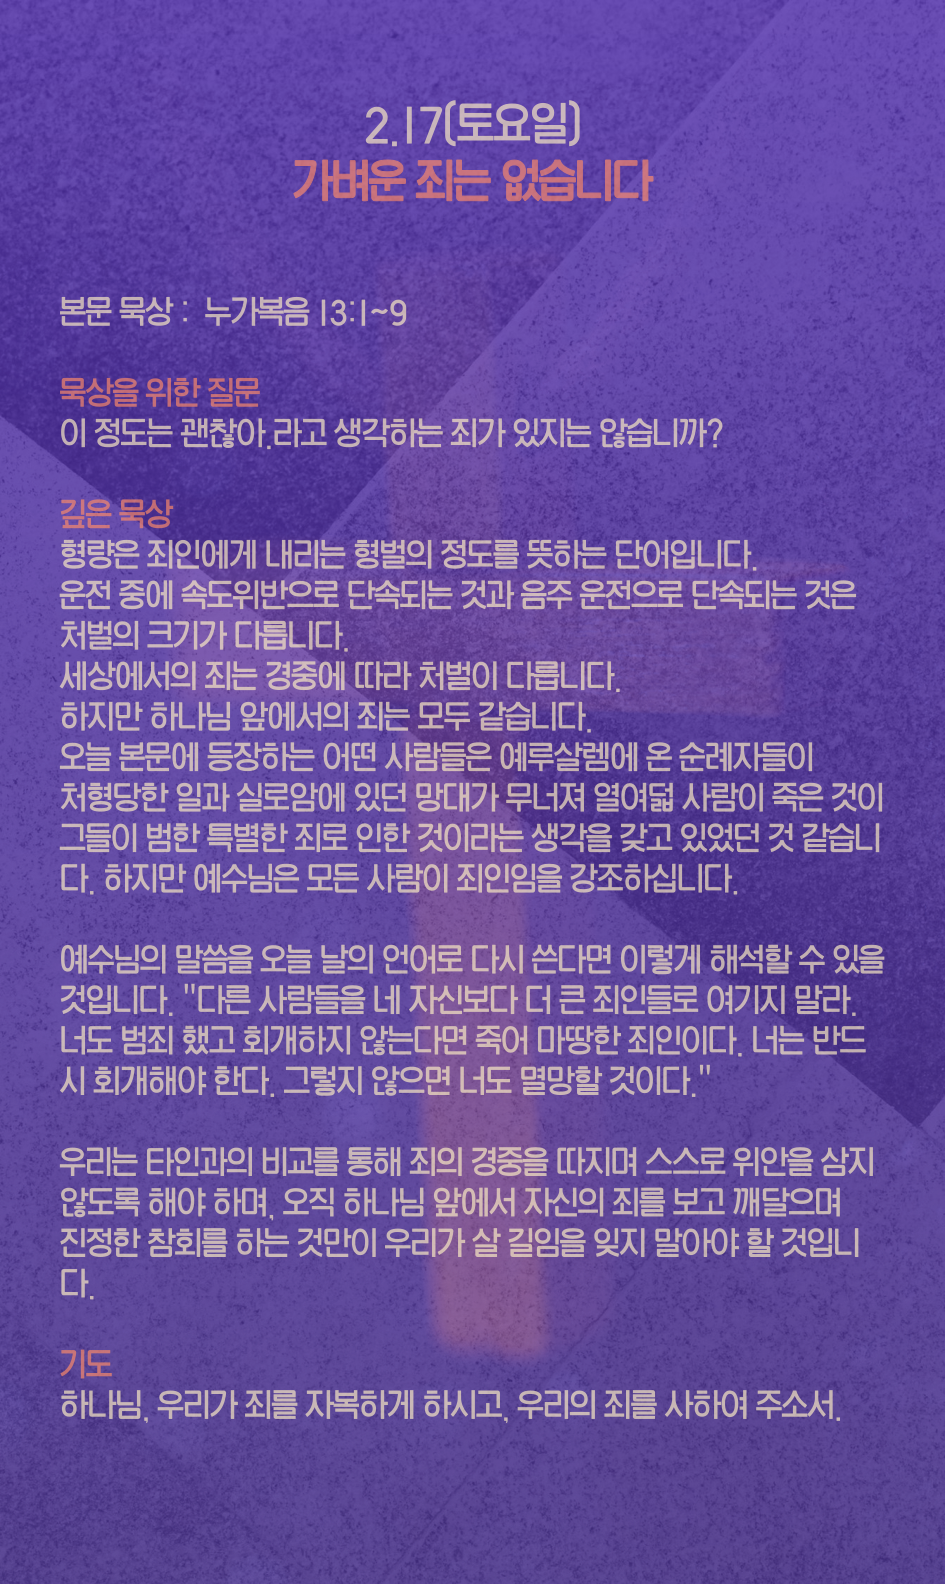 2.17(토요일)
가벼운 죄는 없습니다
본문 묵상 : 누가복음 13:1~9
묵상을 위한 질문
이 정도는 괜찮아.라고 생각하는 죄가 있지는 않습니까?
깊은 묵상
형량은 죄인에게 내리는 형벌의 정도를 뜻하는 단어입니다.
운전 중에 속도위반으로 단속되는 것과 음주 운전으로 단속되는 것은
처벌의 크기가 다릅니다.
세상에서의 죄는 경중에 따라 처벌이 다릅니다.
하지만 하나님 앞에서의 죄는 모두 같습니다.
오늘 본문에 등장하는 어떤 사람들은 예루살렘에 온 순례자들이
처형당한 일과 실로암에 있던 망대가 무너져 열여덟 사람이 죽은 것이
그들이 범한 특별한 죄로 인한 것이라는 생각을 갖고 있었던 것 같습니
다. 하지만 예수님은 모든 사람이 죄인임을 강조하십니다.
예수님의 말씀을 오늘 날의 언어로 다시 쓴다면 이렇게 해석할 수 있을
것입니다. "다른 사람들을 네 자신보다 더 큰 죄인들로 여기지 말라.
너도 범죄 했고 회개하지 않는다면 죽어 마땅한 죄인이다. 너는 반드
시 회개해야 한다. 그렇지 않으면 너도 멸망할 것이다."
우리는 타인과의 비교를 통해 죄의 경중을 따지며 스스로 위안을 삼지
않도록 해야 하며, 오직 하나님 앞에서 자신의 죄를 보고 깨달으며
진정한 참회를 하는 것만이 우리가 살 길임을 잊지 말아야 할 것입니
다.
기도
하나님, 우리가 죄를 자복하게 하시고, 우리의 죄를 사하여 주소서.